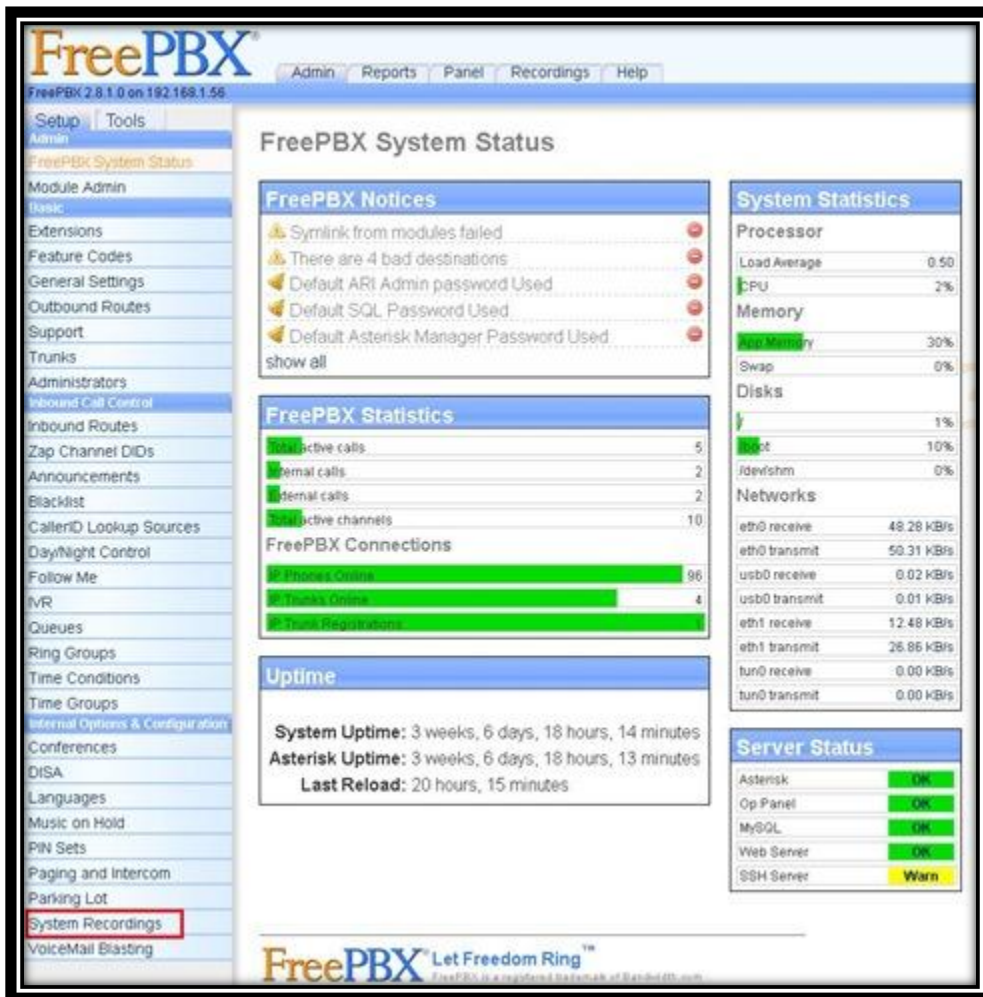 FreePBX®
Admin Reports Panel Recordings Help
FreePBX 2.8.1.0 on 192.168.1.56
Setup Tools
Admin
FreePBX System Status
Module Admin
Basic
Extensions
Feature Codes
General Settings
Outbound Routes
Support
Trunks
Administrators
Inbound Call Control
Inbound Routes
Zap Channel DIDs
Announcements
Blacklist
CallerID Lookup Sources
Day/Night Control
Follow Me
IVR
Queues
Ring Groups
Time Conditions
Time Groups
Internal Options & Configuration
Conferences
DISA
Languages
Music on Hold
PIN Sets
Paging and Intercom
Parking Lot
System Recordings
VoiceMail Blasting
FreePBX System Status
FreePBX Notices
Symlink from modules failed
There are 4 bad destinations
Default ARI Admin password Used
Default SQL Password Used
Default Asterisk Manager Password Used
show all
FreePBX Statistics
Total active calls 5
Internal calls 2
External calls 2
Total active channels 10
FreePBX Connections
IP Phones Online 96
IP Trunks Online 4
IP Trunk Registrations 1
Uptime
System Uptime: 3 weeks, 6 days, 18 hours, 14 minutes
Asterisk Uptime: 3 weeks, 6 days, 18 hours, 13 minutes
Last Reload: 20 hours, 15 minutes
System Statistics
Processor
Load Average 0.50
CPU 2%
Memory
App Memory 30%
Swap 0%
Disks
/ 1%
/boot 10%
/dev/shm 0%
Networks
eth0 receive 48.28 KB/s
eth0 transmit 50.31 KB/s
usb0 receive 0.02 KB/s
usb0 transmit 0.01 KB/s
eth1 receive 12.48 KB/s
eth1 transmit 26.86 KB/s
tun0 receive 0.00 KB/s
tun0 transmit 0.00 KB/s
Server Status
Asterisk OK
Op Panel OK
MySQL OK
Web Server OK
SSH Server Warn
FreePBX® Let Freedom Ring™
FreePBX is a registered trademark of Bandwidth.com